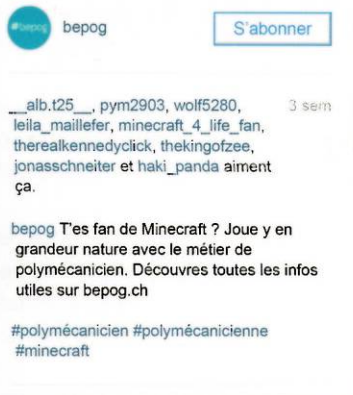 #bepog
bepog
S'abonner
__alb.t25__, pym2903, wolf5280,
3 sem
leila_maillefer, minecraft_4_life_fan,
therealkennedyclick, thekingofzee,
jonasschneiter et haki_panda aiment
ça.
bepog T'es fan de Minecraft ? Joue y en
grandeur nature avec le métier de
polymécanicien. Découvres toutes les infos
utiles sur bepog.ch
#polymécanicien #polymécanicienne
#minecraft